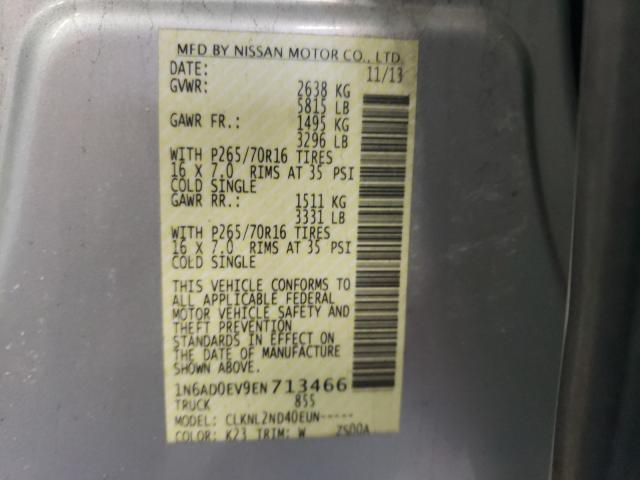 MFD BY NISSAN MOTOR CO., LTD.
DATE: 11/13
GVWR: 2638 KG
5815 LB
GAWR FR.: 1495 KG
3296 LB
WITH P265/70R16 TIRES
16 X 7.0 RIMS AT 35 PSI
COLD SINGLE
GAWR RR.: 1511 KG
3331 LB
WITH P265/70R16 TIRES
16 X 7.0 RIMS AT 35 PSI
COLD SINGLE
THIS VEHICLE CONFORMS TO
ALL APPLICABLE FEDERAL
MOTOR VEHICLE SAFETY AND
THEFT PREVENTION
STANDARDS IN EFFECT ON
THE DATE OF MANUFACTURE
SHOWN ABOVE.
1N6AD0EV9EN713466
TRUCK 855
MODEL: CLKNLZND40EUN-----
COLOR: K23 TRIM: W ZS00A